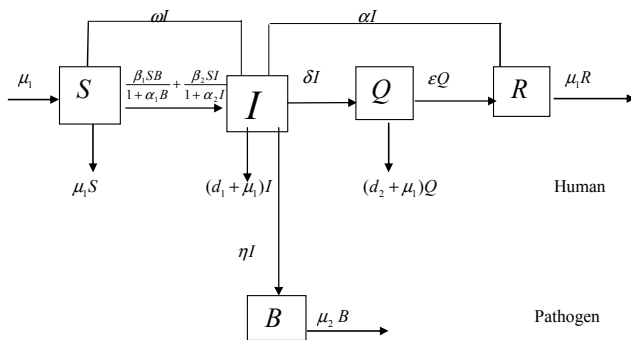 ωI αI
μ₁ S β₁SB/(1+α₁B) + β₂SI/(1+α₂I) I δI Q εQ R μ₁R
μ₁S (d₁+μ₁)I (d₂+μ₁)Q Human
ηI
B μ₂ B Pathogen